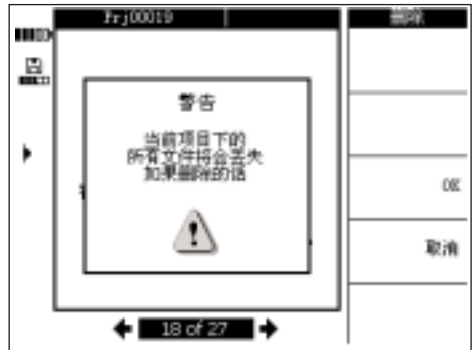 Prj00019
删除
警告
当前项目下的
所有文件将会丢失
如果删除的话
OK
取消
18 of 27